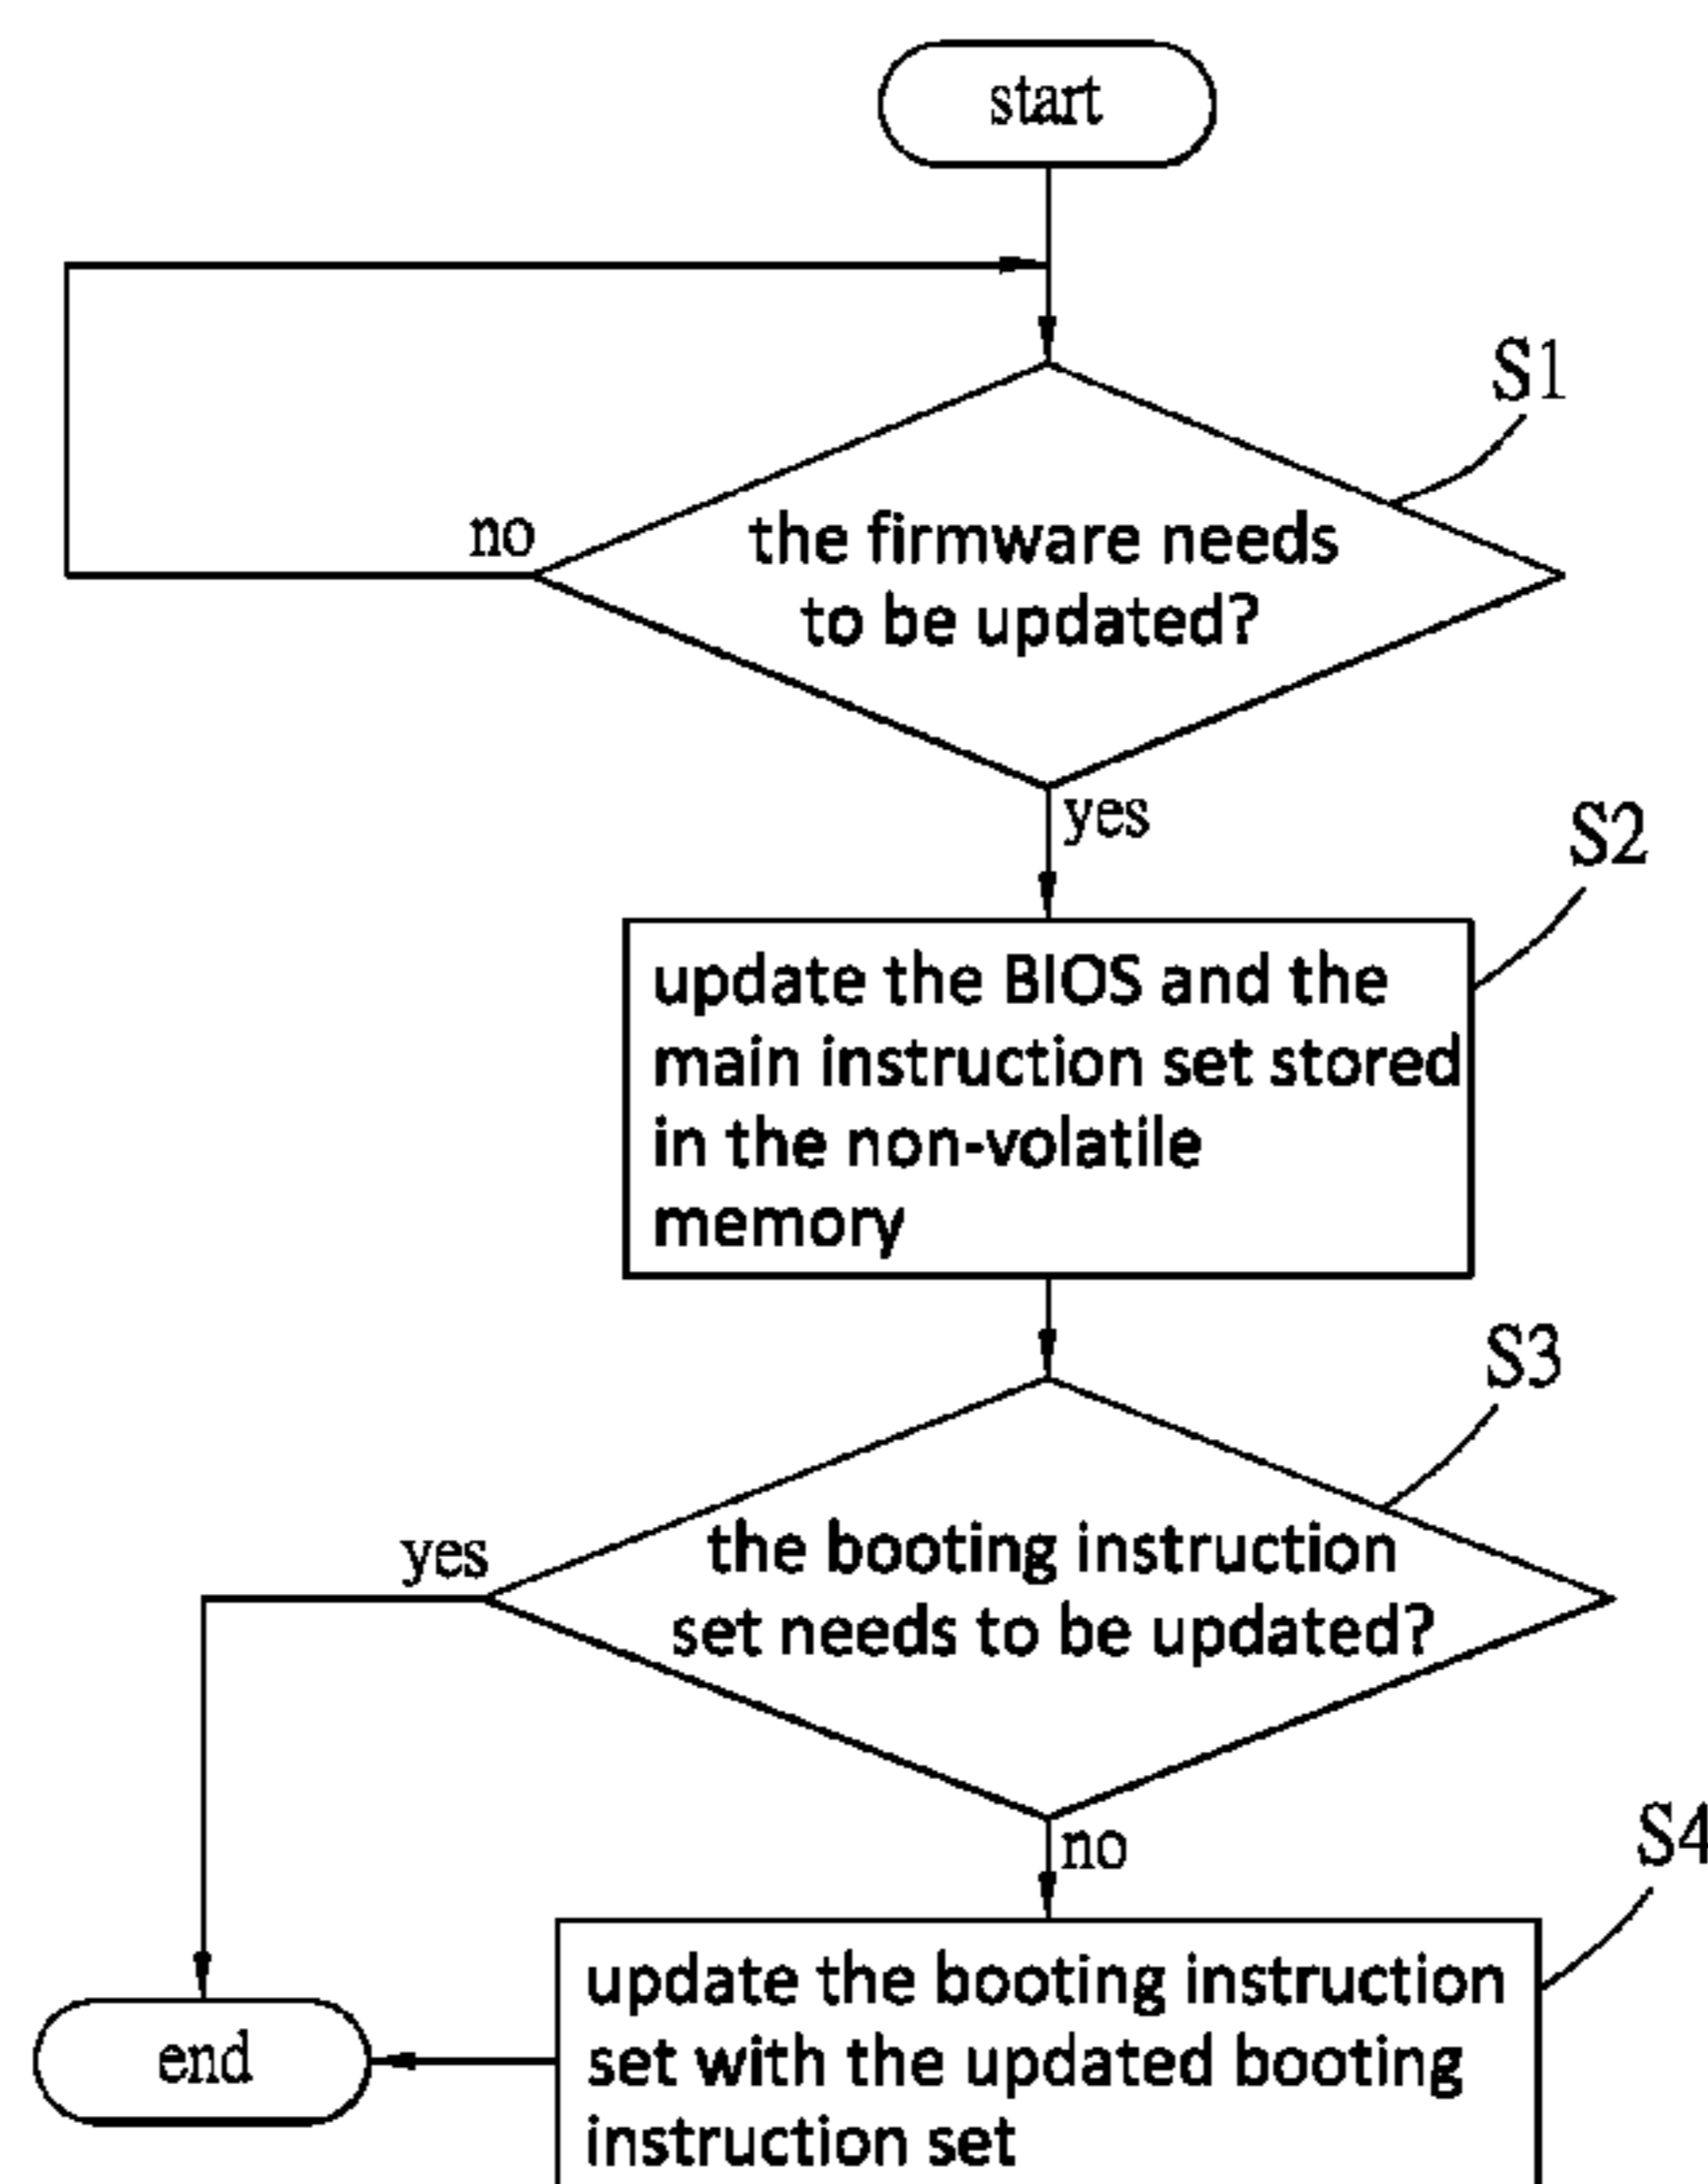 start
S1
no
the firmware needs
to be updated?
yes
S2
update the BIOS and the
main instruction set stored
in the non-volatile
memory
S3
yes
the booting instruction
set needs to be updated?
no
S4
update the booting instruction
set with the updated booting
instruction set
end